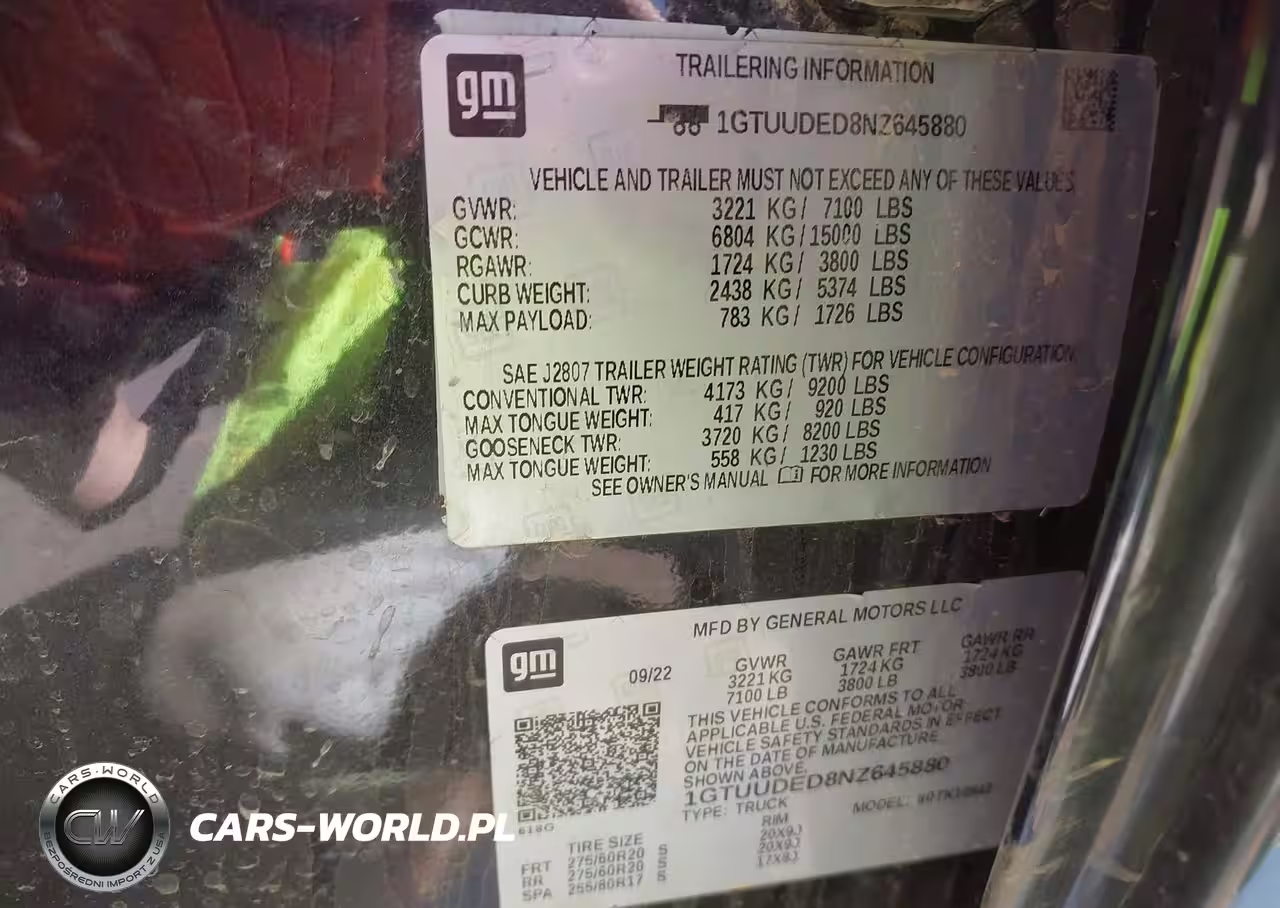 gm
TRAILERING INFORMATION
1GTUUDED8NZ645880
VEHICLE AND TRAILER MUST NOT EXCEED ANY OF THESE VALUES
GVWR: 3221 KG/ 7100 LBS
GCWR: 6804 KG/ 15000 LBS
RGAWR: 1724 KG/ 3800 LBS
CURB WEIGHT: 2438 KG/ 5374 LBS
MAX PAYLOAD: 783 KG/ 1726 LBS
SAE J2807 TRAILER WEIGHT RATING (TWR) FOR VEHICLE CONFIGURATION
CONVENTIONAL TWR: 4173 KG/ 9200 LBS
MAX TONGUE WEIGHT: 417 KG/ 920 LBS
GOOSENECK TWR: 3720 KG/ 8200 LBS
MAX TONGUE WEIGHT: 558 KG/ 1230 LBS
SEE OWNER'S MANUAL FOR MORE INFORMATION
gm
MFD BY GENERAL MOTORS LLC
09/22 GVWR GAWR FRT GAWR RR
3221 KG 1724 KG 1724 KG
7100 LB 3800 LB 3800 LB
THIS VEHICLE CONFORMS TO ALL
APPLICABLE U.S. FEDERAL MOTOR
VEHICLE SAFETY STANDARDS IN EFFECT
ON THE DATE OF MANUFACTURE
SHOWN ABOVE.
1GTUUDED8NZ645880
TYPE: TRUCK MODEL:
618G
TIRE SIZE RIM
FRT 275/60R20 S 20X9J
RR 275/60R20 S 20X9J
SPA 255/80R17 S 17X8J
CARS-WORLD
CW
BEZPOŚREDNI IMPORT Z USA
CARS-WORLD.PL